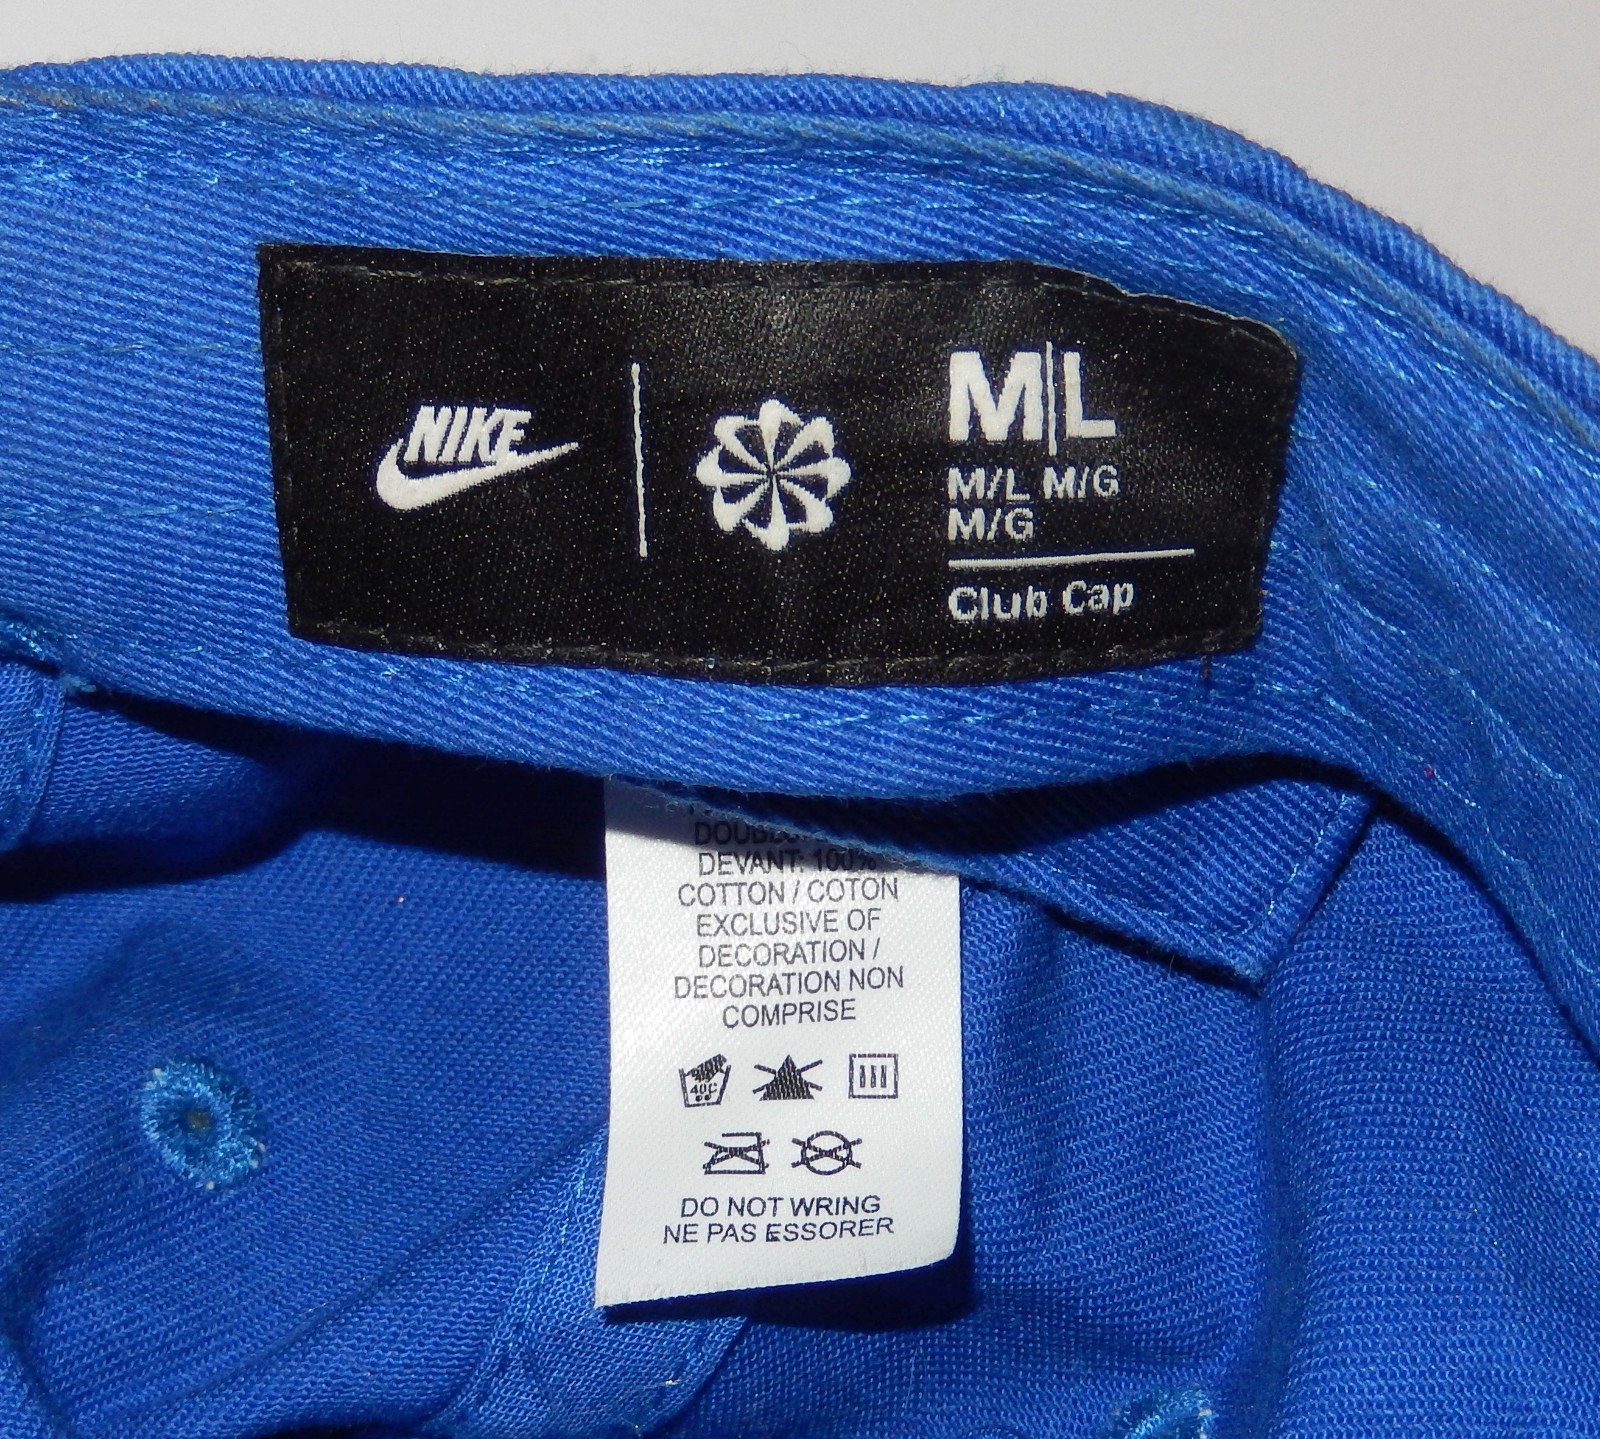 NIKE
M|L
M/L M/G
M/G
Club Cap
DEVANT: 100%
COTTON / COTON
EXCLUSIVE OF
DECORATION /
DECORATION NON
COMPRISE
40C
DO NOT WRING
NE PAS ESSORER